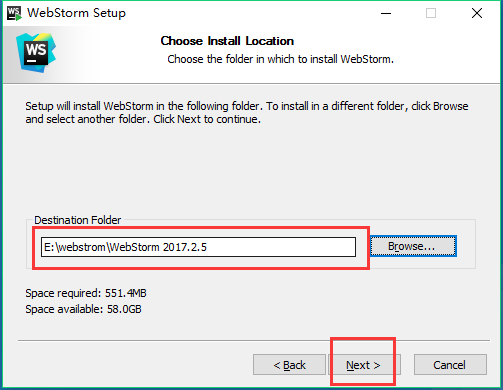 WS
WebStorm Setup
WS
Choose Install Location
Choose the folder in which to install WebStorm.
Setup will install WebStorm in the following folder. To install in a different folder, click Browse
and select another folder. Click Next to continue.
Destination Folder
E:\webstrom\WebStorm 2017.2.5
Browse...
Space required: 551.4MB
Space available: 58.0GB
< Back
Next >
Cancel